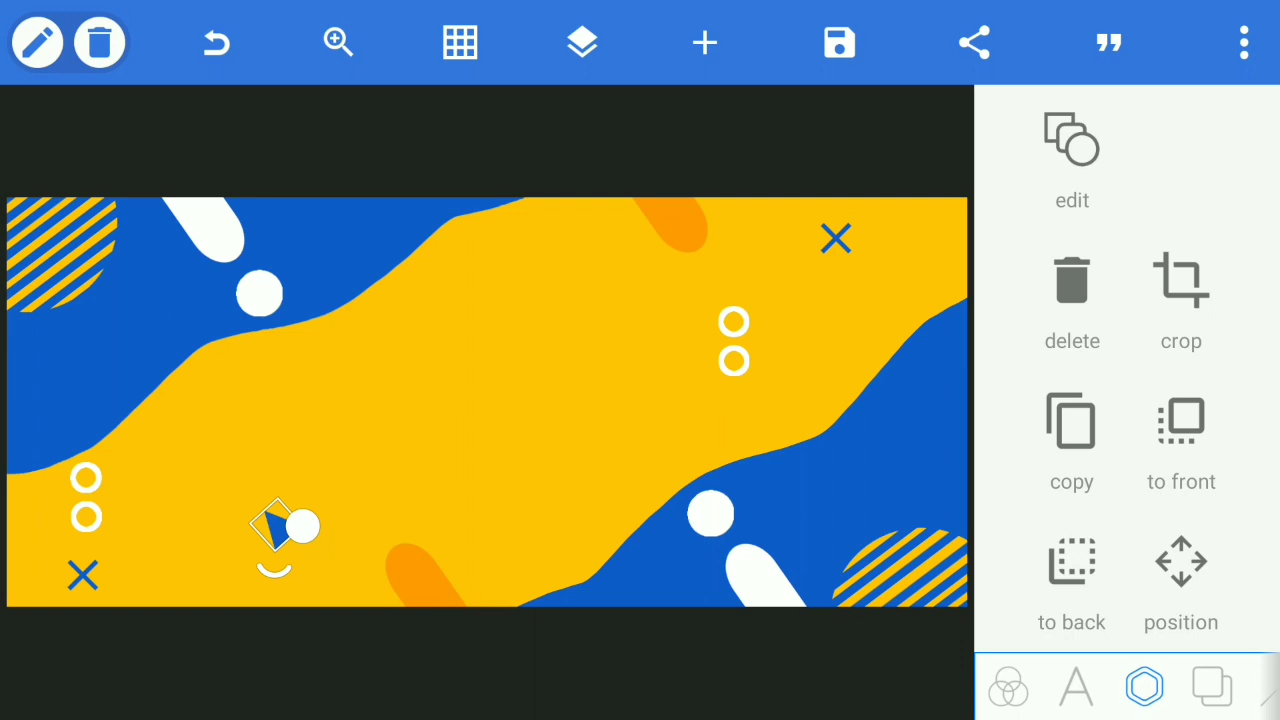 edit
delete
crop
copy
to front
to back
position